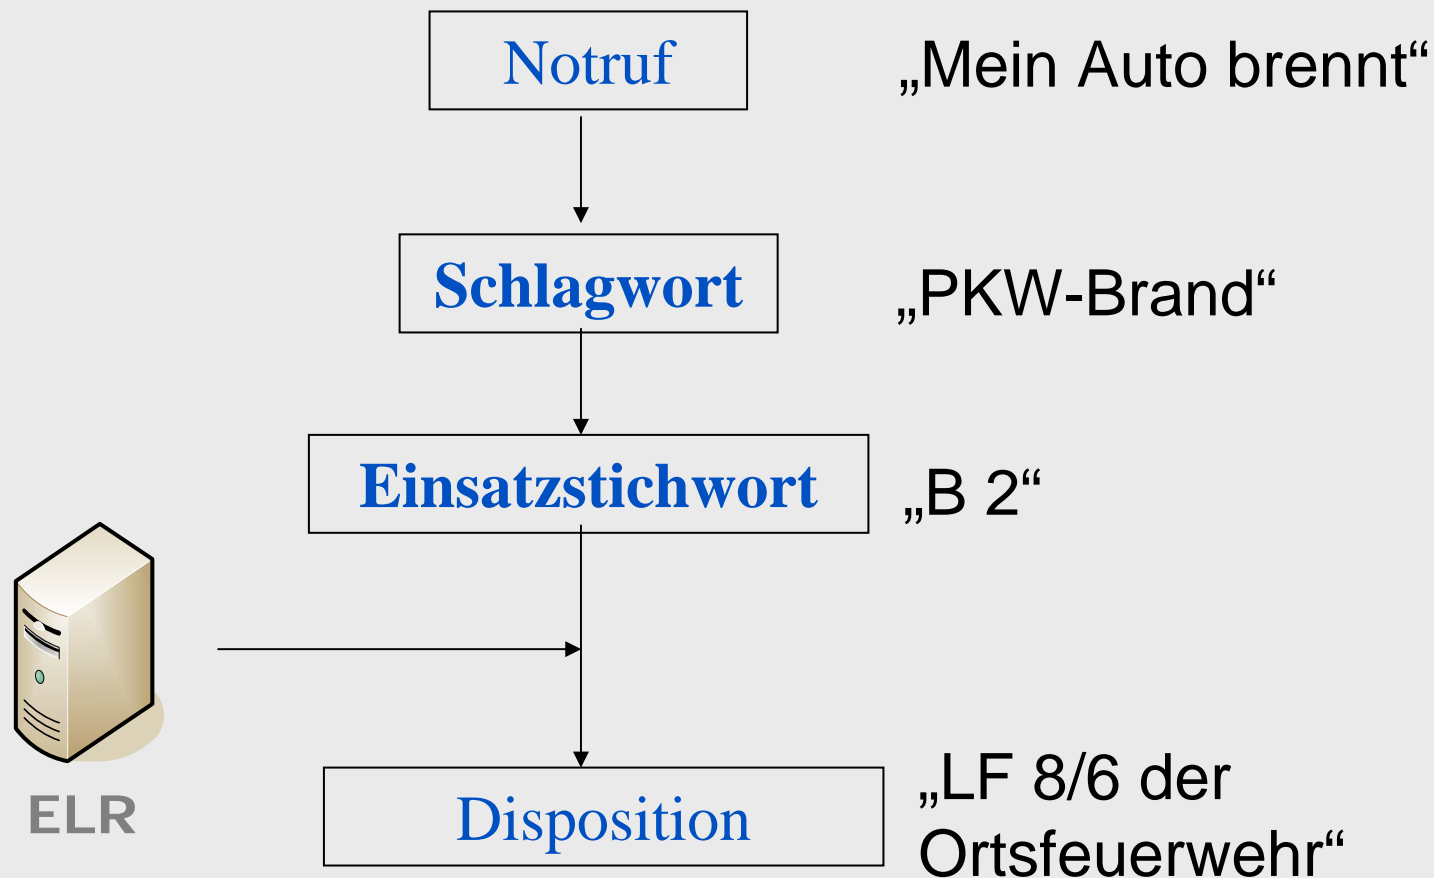 Notruf
„Mein Auto brennt“
Schlagwort
„PKW-Brand“
Einsatzstichwort
„B 2“
ELR
Disposition
„LF 8/6 der
Ortsfeuerwehr“